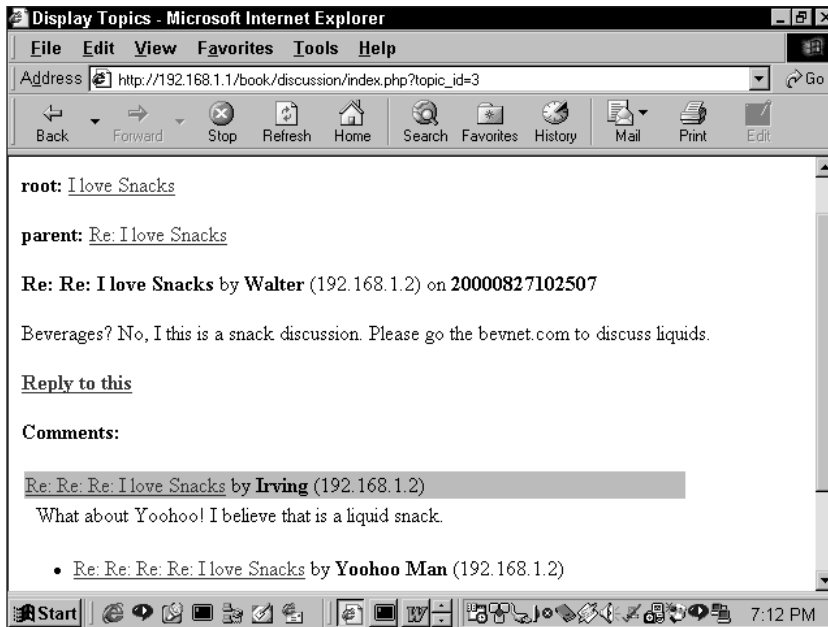 Display Topics - Microsoft Internet Explorer
File Edit View Favorites Tools Help
Address http://192.168.1.1/book/discussion/index.php?topic_id=3 Go
Back Forward Stop Refresh Home Search Favorites History Mail Print Edit
root: I love Snacks
parent: Re: I love Snacks
Re: Re: I love Snacks by Walter (192.168.1.2) on 20000827102507
Beverages? No, I this is a snack discussion. Please go the bevnet.com to discuss liquids.
Reply to this
Comments:
Re: Re: Re: I love Snacks by Irving (192.168.1.2)
What about Yoohoo! I believe that is a liquid snack.
• Re: Re: Re: Re: I love Snacks by Yoohoo Man (192.168.1.2)
Start 7:12 PM